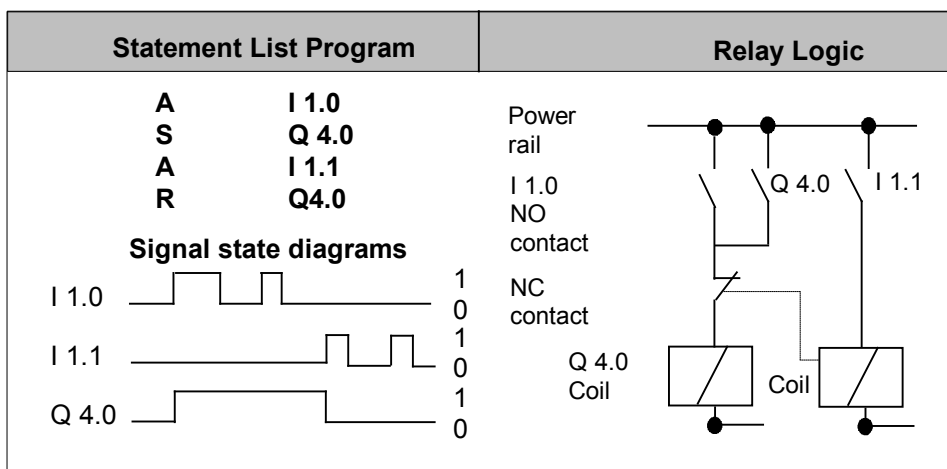 Statement List Program
A I 1.0
S Q 4.0
A I 1.1
R Q4.0
Signal state diagrams
I 1.0 1
0
I 1.1 1
0
Q 4.0 1
0
Relay Logic
Power
rail
I 1.0
NO
contact
Q 4.0
I 1.1
NC
contact
Q 4.0
Coil
Coil